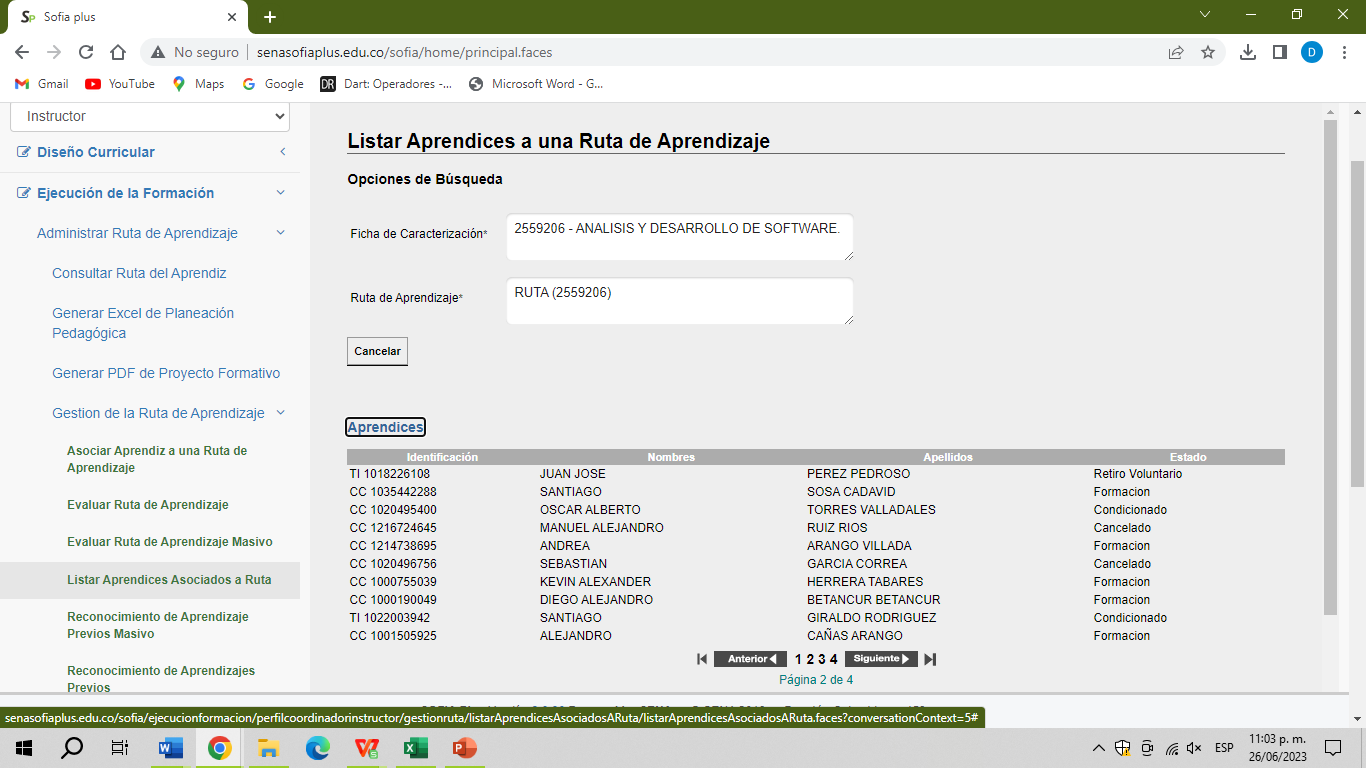 Sofia plus
No seguro
senasofiaplus.edu.co/sofia/home/principal.faces
D
Gmail
YouTube
Maps
Google
DR Dart: Operadores -...
Microsoft Word - G...
Instructor
Diseño Curricular
Ejecución de la Formación
Administrar Ruta de Aprendizaje
Consultar Ruta del Aprendiz
Generar Excel de Planeación
Pedagógica
Generar PDF de Proyecto Formativo
Gestion de la Ruta de Aprendizaje
Asociar Aprendiz a una Ruta de
Aprendizaje
Evaluar Ruta de Aprendizaje
Evaluar Ruta de Aprendizaje Masivo
Listar Aprendices Asociados a Ruta
Reconocimiento de Aprendizaje
Previos Masivo
Reconocimiento de Aprendizajes
Previos
Listar Aprendices a una Ruta de Aprendizaje
Opciones de Búsqueda
Ficha de Caracterización*
2559206 - ANALISIS Y DESARROLLO DE SOFTWARE.
Ruta de Aprendizaje*
RUTA (2559206)
Cancelar
Aprendices
Identificación Nombres Apellidos Estado
TI 1018226108 JUAN JOSE PEREZ PEDROSO Retiro Voluntario
CC 1035442288 SANTIAGO SOSA CADAVID Formacion
CC 1020495400 OSCAR ALBERTO TORRES VALLADALES Condicionado
CC 1216724645 MANUEL ALEJANDRO RUIZ RIOS Cancelado
CC 1214738695 ANDREA ARANGO VILLADA Formacion
CC 1020496756 SEBASTIAN GARCIA CORREA Cancelado
CC 1000755039 KEVIN ALEXANDER HERRERA TABARES Formacion
CC 1000190049 DIEGO ALEJANDRO BETANCUR BETANCUR Formacion
TI 1022003942 SANTIAGO GIRALDO RODRIGUEZ Condicionado
CC 1001505925 ALEJANDRO CAÑAS ARANGO Formacion
Anterior 1 2 3 4 Siguiente
Página 2 de 4
senasofiaplus.edu.co/sofia/ejecucionformacion/perfilcoordinadorinstructor/gestionruta/listarAprendicesAsociadosARuta/listarAprendicesAsociadosARuta.faces?conversationContext=5#
ESP
11:03 p. m.
26/06/2023